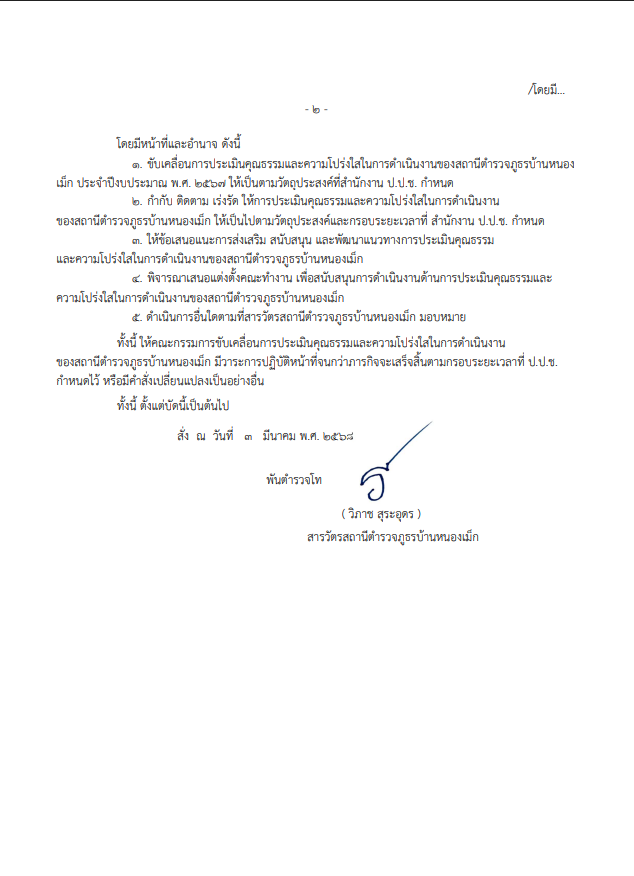 /โดยมี...
- ๒ -
โดยมีหน้าที่และอำนาจ ดังนี้
๑. ขับเคลื่อนการประเมินคุณธรรมและความโปร่งใสในการดำเนินงานของสถานีตำรวจภูธรบ้านหนอง
เม็ก ประจำปีงบประมาณ พ.ศ. ๒๕๖๗ ให้เป็นตามวัตถุประสงค์ที่สำนักงาน ป.ป.ช. กำหนด
๒. กำกับ ติดตาม เร่งรัด ให้การประเมินคุณธรรมและความโปร่งใสในการดำเนินงาน
ของสถานีตำรวจภูธรบ้านหนองเม็ก ให้เป็นไปตามวัตถุประสงค์และกรอบระยะเวลาที่ สำนักงาน ป.ป.ช. กำหนด
๓. ให้ข้อเสนอแนะการส่งเสริม สนับสนุน และพัฒนาแนวทางการประเมินคุณธรรม
และความโปร่งใสในการดำเนินงานของสถานีตำรวจภูธรบ้านหนองเม็ก
๔. พิจารณาเสนอแต่งตั้งคณะทำงาน เพื่อสนับสนุนการดำเนินงานด้านการประเมินคุณธรรมและ
ความโปร่งใสในการดำเนินงานของสถานีตำรวจภูธรบ้านหนองเม็ก
๕. ดำเนินการอื่นใดตามที่สารวัตรสถานีตำรวจภูธรบ้านหนองเม็ก มอบหมาย
ทั้งนี้ ให้คณะกรรมการขับเคลื่อนการประเมินคุณธรรมและความโปร่งใสในการดำเนินงาน
ของสถานีตำรวจภูธรบ้านหนองเม็ก มีวาระการปฏิบัติหน้าที่จนกว่าภารกิจจะเสร็จสิ้นตามกรอบระยะเวลาที่ ป.ป.ช.
กำหนดไว้ หรือมีคำสั่งเปลี่ยนแปลงเป็นอย่างอื่น
ทั้งนี้ ตั้งแต่บัดนี้เป็นต้นไป
สั่ง ณ วันที่ ๓ มีนาคม พ.ศ. ๒๕๖๘
พันตำรวจโท
( วิภาช สุระอุดร )
สารวัตรสถานีตำรวจภูธรบ้านหนองเม็ก